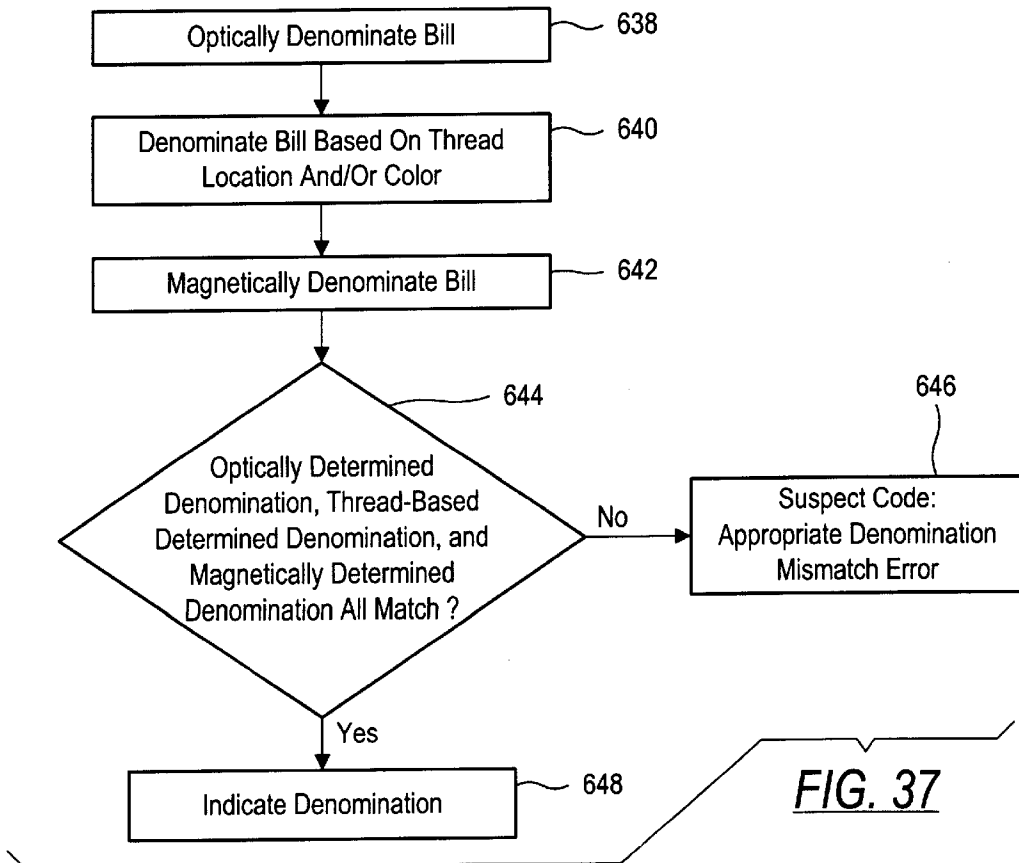 Optically Denominate Bill
638
Denominate Bill Based On Thread
Location And/Or Color
640
Magnetically Denominate Bill
642
644
Optically Determined
Denomination, Thread-Based
Determined Denomination, and
Magnetically Determined
Denomination All Match ?
No
646
Suspect Code:
Appropriate Denomination
Mismatch Error
Yes
Indicate Denomination
648
FIG. 37